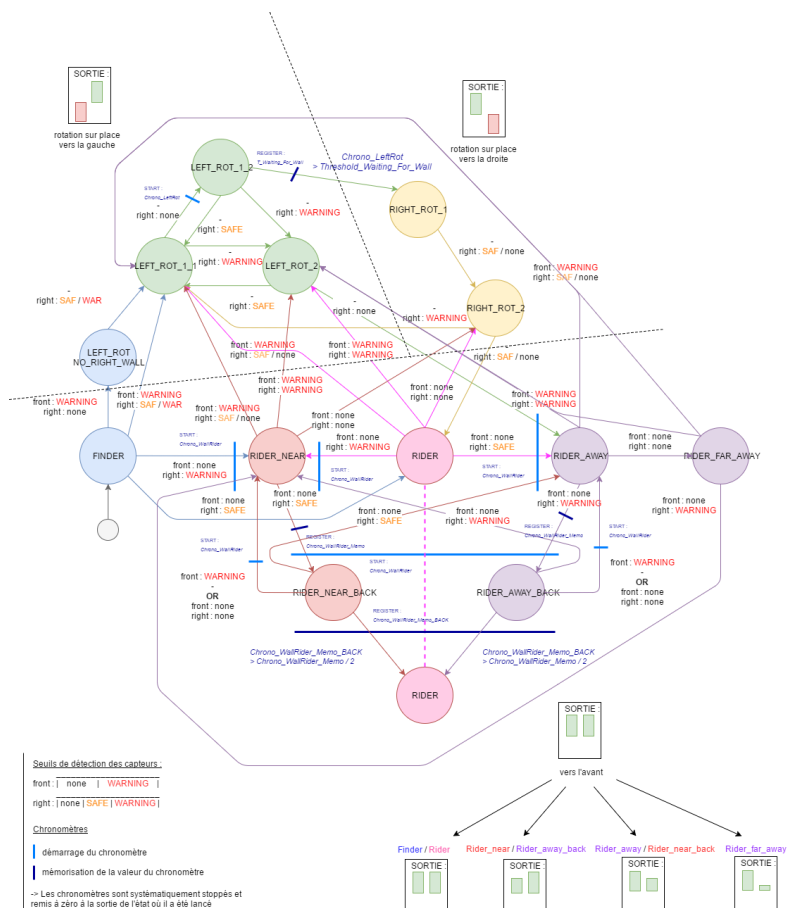 SORTIE :
rotation sur place
vers la gauche
SORTIE :
rotation sur place
vers la droite
LEFT_ROT_1_2
REGISTER :
T_Waiting_For_Wall
Chrono_LeftRot
> Threshold_Waiting_For_Wall
START :
Chrono_LeftRot
-
right : none
-
right : WARNING
RIGHT_ROT_1
-
right : SAFE
-
right : SAF / none
LEFT_ROT_1_1
-
right : WARNING
LEFT_ROT_2
front : WARNING
right : SAF / none
-
right : SAF / WAR
-
right : SAFE
-
right : none
-
right : WARNING
RIGHT_ROT_2
LEFT_ROT
NO_RIGHT_WALL
front : WARNING
right : SAF / none
front : WARNING
right : WARNING
-
right : SAF / none
front : WARNING
right : none
front : WARNING
right : SAF / WAR
front : WARNING
right : WARNING
front : none
right : none
front : WARNING
right : WARNING
front : WARNING
right : SAF / none
front : none
right : none
FINDER
START :
Chrono_WallRider
front : none
right : WARNING
RIDER_NEAR
front : none
right : WARNING
RIDER
front : none
right : SAFE
RIDER_AWAY
front : none
right : none
RIDER_FAR_AWAY
START :
Chrono_WallRider
START :
Chrono_WallRider
front : none
right : SAFE
front : none
right : SAFE
front : none
right : SAFE
front : none
right : WARNING
front : none
right : WARNING
front : none
right : WARNING
START :
Chrono_WallRider
REGISTER :
Chrono_WallRider_Memo
REGISTER :
Chrono_WallRider_Memo
START :
Chrono_WallRider
START :
Chrono_WallRider
front : WARNING
-
OR
front : none
right : none
RIDER_NEAR_BACK
RIDER_AWAY_BACK
front : WARNING
-
OR
front : none
right : none
REGISTER :
Chrono_WallRider_Memo_BACK
Chrono_WallRider_Memo_BACK
> Chrono_WallRider_Memo / 2
Chrono_WallRider_Memo_BACK
> Chrono_WallRider_Memo / 2
RIDER
SORTIE :
vers l'avant
Seuils de détection des capteurs :
front : | none | WARNING |
right : | none | SAFE | WARNING |
Chronomètres
démarrage du chronomètre
mémorisation de la valeur du chronomètre
-> Les chronomètres sont systématiquement stoppés et
remis à zéro à la sortie de l'état où il a été lancé
Finder / Rider
Rider_near / Rider_away_back
Rider_away / Rider_near_back
Rider_far_away
SORTIE :
SORTIE :
SORTIE :
SORTIE :